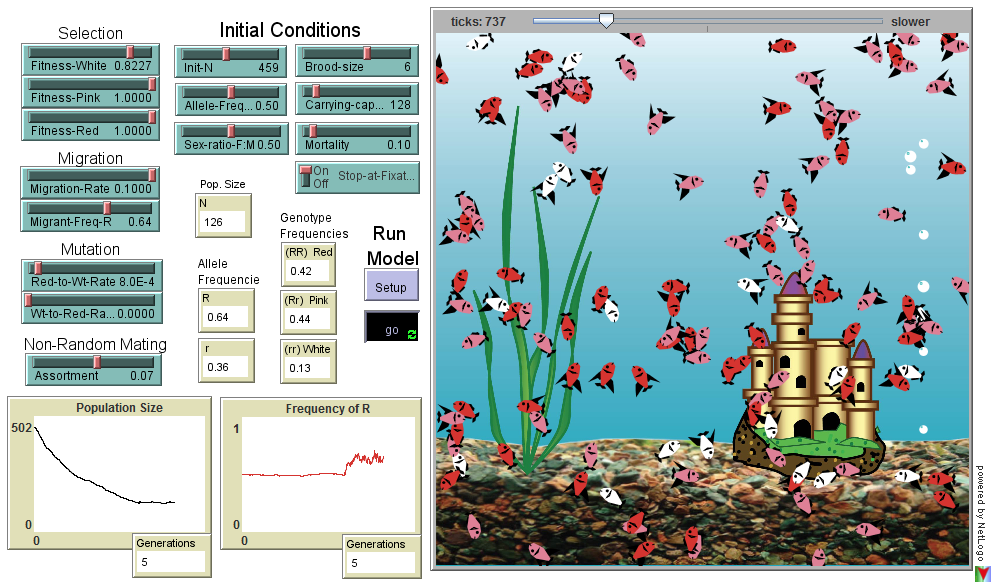 Selection
Fitness-White 0.8227
Fitness-Pink 1.0000
Fitness-Red 1.0000
Migration
Migration-Rate 0.1000
Migrant-Freq-R 0.64
Mutation
Red-to-Wt-Rate 8.0E-4
Wt-to-Red-Ra... 0.0000
Non-Random Mating
Assortment 0.07
Initial Conditions
Init-N 459
Brood-size 6
Allele-Freq... 0.50
Carrying-cap... 128
Sex-ratio-F:M 0.50
Mortality 0.10
On
Off
Stop-at-Fixat...
Pop. Size
N
126
Allele
Frequencie
R
0.64
r
0.36
Genotype
Frequencies
(RR) Red
0.42
(Rr) Pink
0.44
(rr) White
0.13
Run
Model
Setup
go
Population Size
502
0
0
Generations
5
Frequency of R
1
0
0
Generations
5
ticks: 737
slower
powered by NetLogo